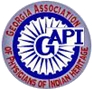 GEORGIA ASSOCIATION
GAPI
OF PHYSICIANS OF INDIAN HERITAGE